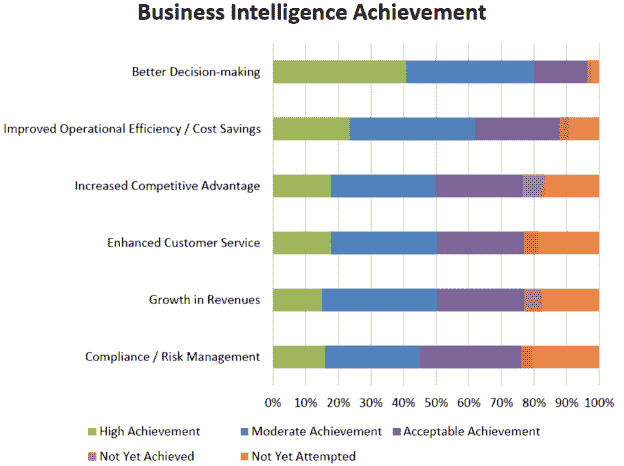 Business Intelligence Achievement
Better Decision-making
Improved Operational Efficiency / Cost Savings
Increased Competitive Advantage
Enhanced Customer Service
Growth in Revenues
Compliance / Risk Management
0% 10% 20% 30% 40% 50% 60% 70% 80% 90% 100%
High Achievement Moderate Achievement Acceptable Achievement
Not Yet Achieved Not Yet Attempted